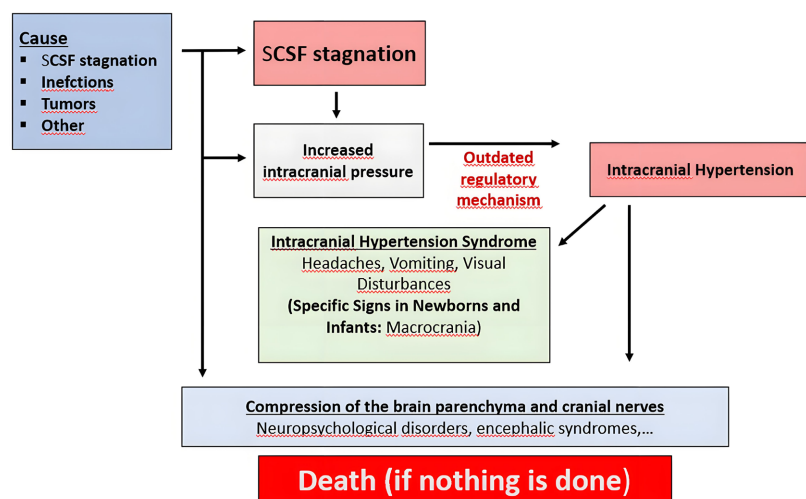 Cause
▪ SCSF stagnation
▪ Inefctions
▪ Tumors
▪ Other
SCSF stagnation
Increased
intracranial pressure
Outdated
regulatory
mechanism
Intracranial Hypertension
Intracranial Hypertension Syndrome
Headaches, Vomiting, Visual
Disturbances
(Specific Signs in Newborns and
Infants: Macrocrania)
Compression of the brain parenchyma and cranial nerves
Neuropsychological disorders, encephalic syndromes,...
Death (if nothing is done)